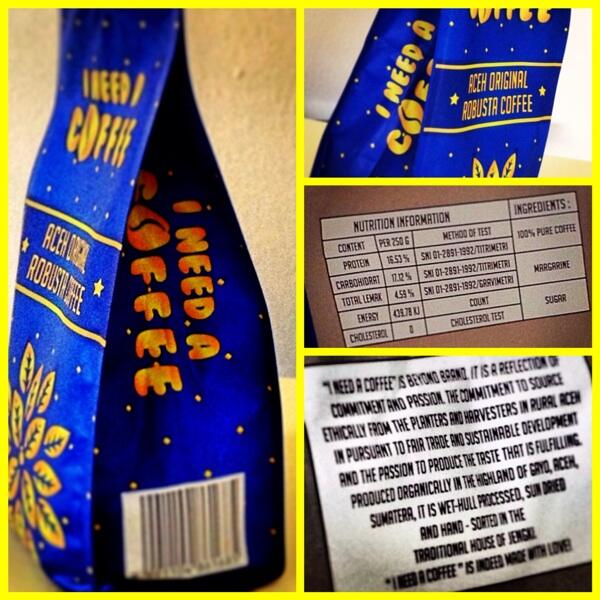 I NEED A
COFFEE
ACEH ORIGINAL
ROBUSTA COFFEE
I NEED A
COFFEE
I NEED A
COFFEE
ACEH ORIGINAL
ROBUSTA COFFEE
NUTRITION INFORMATION
INGREDIENTS :
CONTENT PER 250 G METHOD OF TEST
100% PURE COFFEE
PROTEIN 16.53 % SNI 01-2891-1992/TITRIMETRI
CARBOHIDRAT 17.12 % SNI 01-2891-1992/TITRIMETRI
MARGARINE
TOTAL LEMAK 4.59 % SNI 01-2891-1992/GRAVIMETRI
ENERGY 439.78 KJ COUNT
SUGAR
CHOLESTEROL 0 CHOLESTEROL TEST
"I NEED A COFFEE" IS BEYOND BRAND, IT IS A REFLECTION OF
COMMITMENT AND PASSION. THE COMMITMENT TO SOURCE
ETHICALLY FROM THE PLANTERS AND HARVESTERS IN RURAL ACEH
IN PURSUANT TO FAIR TRADE AND SUSTAINABLE DEVELOPMENT
AND THE PASSION TO PRODUCE THE TASTE THAT IS FULFILLING.
PRODUCED ORGANICALLY IN THE HIGHLAND OF GAYO, ACEH,
SUMATERA, IT IS WET-HULL PROCESSED, SUN DRIED
AND HAND - SORTED IN THE
TRADITIONAL HOUSE OF JENGKI.
"I NEED A COFFEE" IS INDEED MADE WITH LOVE!